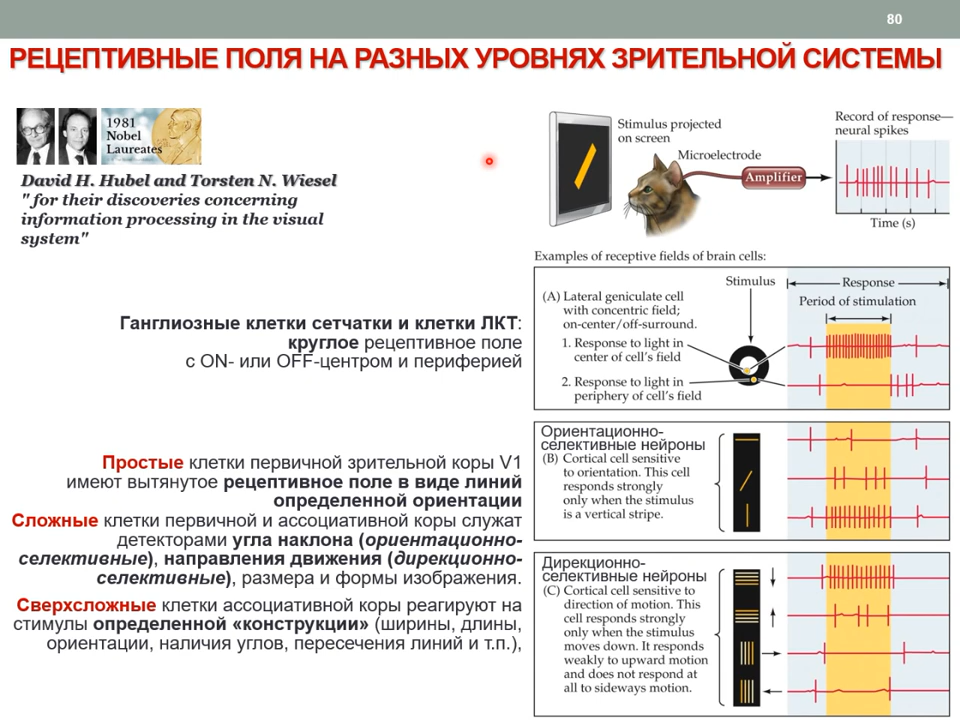 80
РЕЦЕПТИВНЫЕ ПОЛЯ НА РАЗНЫХ УРОВНЯХ ЗРИТЕЛЬНОЙ СИСТЕМЫ
1981
Nobel
Laureates
David H. Hubel and Torsten N. Wiesel
" for their discoveries concerning
information processing in the visual
system"
Ганглиозные клетки сетчатки и клетки ЛКТ:
круглое рецептивное поле
с ON- или OFF-центром и периферией
Простые клетки первичной зрительной коры V1
имеют вытянутое рецептивное поле в виде линий
определенной ориентации
Сложные клетки первичной и ассоциативной коры служат
детекторами угла наклона (ориентационно-
селективные), направления движения (дирекционно-
селективные), размера и формы изображения.
Сверхсложные клетки ассоциативной коры реагируют на
стимулы определенной «конструкции» (ширины, длины,
ориентации, наличия углов, пересечения линий и т.п.),
Stimulus projected
on screen
Microelectrode
Amplifier
Record of response—
neural spikes
Time (s)
Examples of receptive fields of brain cells:
Stimulus
Response
Period of stimulation
(A) Lateral geniculate cell
with concentric field;
on-center/off-surround.
1. Response to light in
center of cell's field
2. Response to light in
periphery of cell's field
Ориентационно-
селективные нейроны
(B) Cortical cell sensitive
to orientation. This cell
responds strongly
only when the stimulus
is a vertical stripe.
Дирекционно-
селективные нейроны
(C) Cortical cell sensitive to
direction of motion. This
cell responds strongly
only when the stimulus
moves down. It responds
weakly to upward motion
and does not respond at
all to sideways motion.